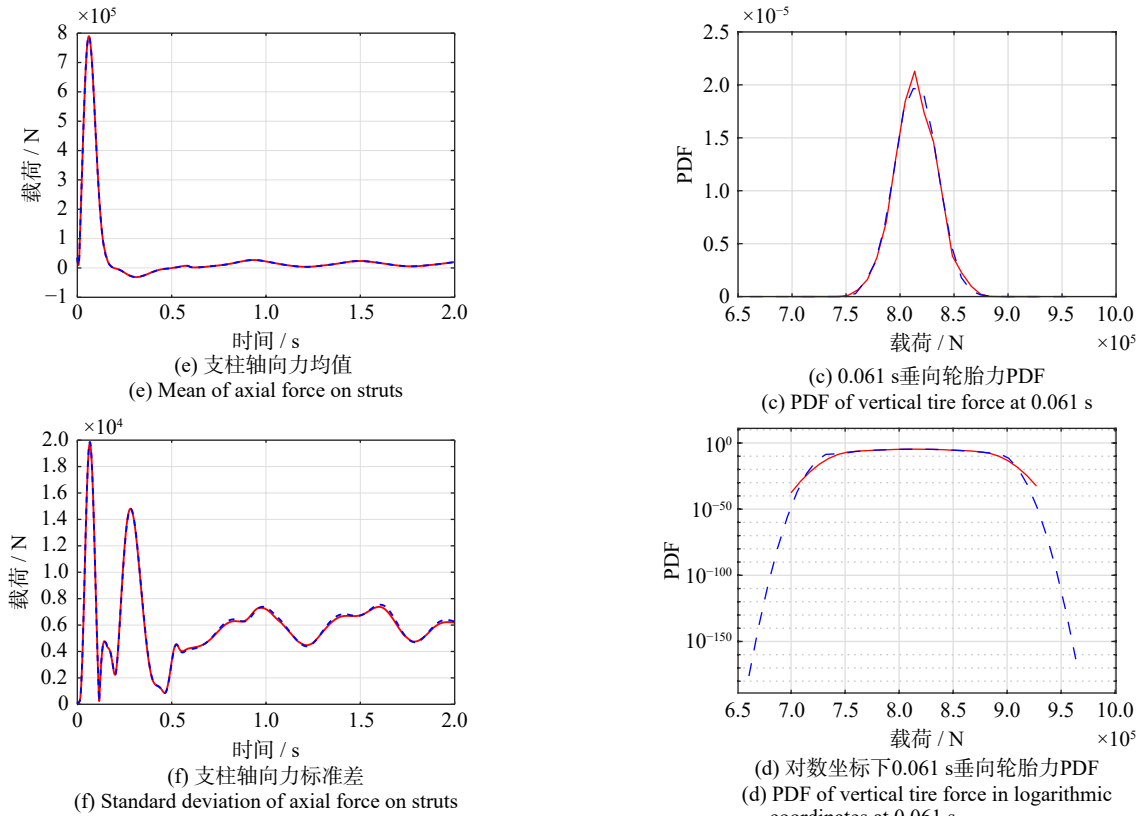 ×10⁵
8
7
6
5
4
3
2
1
0
−1
载荷 / N
0 0.5 1.0 1.5 2.0
时间 / s
(e) 支柱轴向力均值
(e) Mean of axial force on struts
×10⁴
2.0
1.8
1.6
1.4
1.2
1.0
0.8
0.6
0.4
0.2
0
载荷 / N
0 0.5 1.0 1.5 2.0
时间 / s
(f) 支柱轴向力标准差
(f) Standard deviation of axial force on struts
×10⁻⁵
2.5
2.0
1.5
1.0
0.5
0
PDF
6.5 7.0 7.5 8.0 8.5 9.0 9.5 10.0
载荷 / N ×10⁵
(c) 0.061 s垂向轮胎力PDF
(c) PDF of vertical tire force at 0.061 s
10⁰
10⁻⁵⁰
10⁻¹⁰⁰
10⁻¹⁵⁰
PDF
6.5 7.0 7.5 8.0 8.5 9.0 9.5 10.0
载荷 / N ×10⁵
(d) 对数坐标下0.061 s垂向轮胎力PDF
(d) PDF of vertical tire force in logarithmic
coordinates at 0.061 s